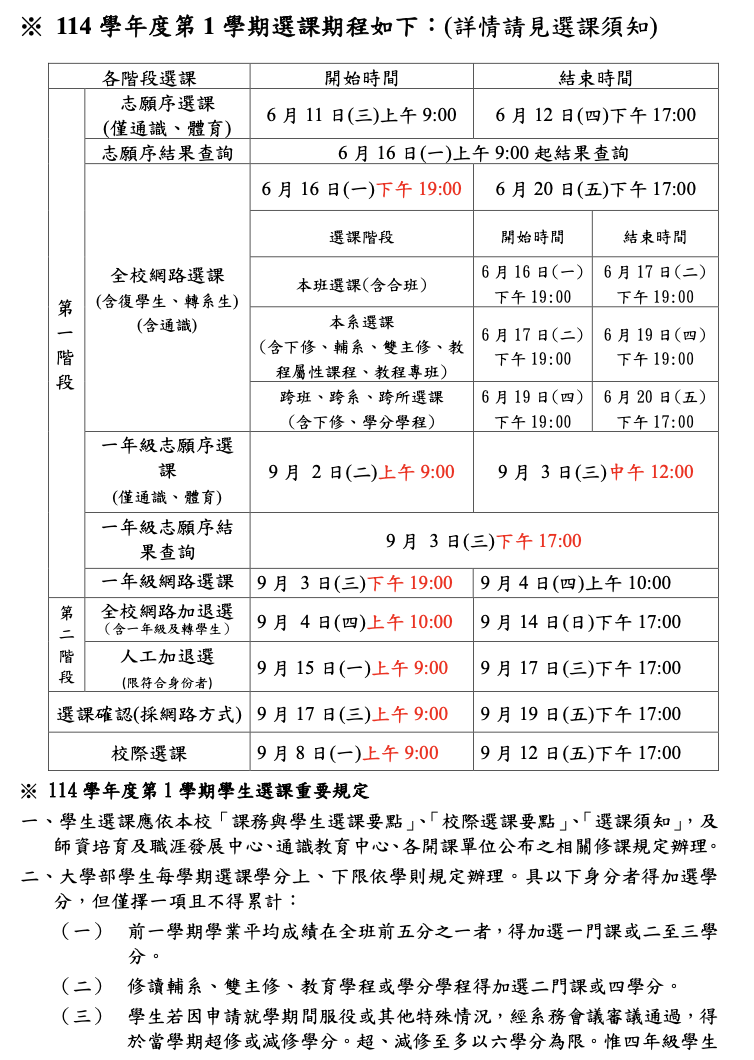 ※ 114 學年度第 1 學期選課期程如下：(詳情請見選課須知)
各階段選課 開始時間 結束時間
第一階段
志願序選課
(僅通識、體育)
6 月 11 日(三)上午 9:00 6 月 12 日(四)下午 17:00
志願序結果查詢 6 月 16 日(一)上午 9:00 起結果查詢
全校網路選課
(含復學生、轉系生)
(含通識)
6 月 16 日(一)下午 19:00 6 月 20 日(五)下午 17:00
選課階段 開始時間 結束時間
本班選課(含合班) 6 月 16 日(一) 下午 19:00 6 月 17 日(二) 下午 19:00
本系選課
(含下修、輔系、雙主修、教
程屬性課程、教程專班)
6 月 17 日(二) 下午 19:00 6 月 19 日(四) 下午 19:00
跨班、跨系、跨所選課
(含下修、學分學程)
6 月 19 日(四) 下午 19:00 6 月 20 日(五) 下午 17:00
一年級志願序選
課
(僅通識、體育)
9 月 2 日(二)上午 9:00 9 月 3 日(三)中午 12:00
一年級志願序結
果查詢
9 月 3 日(三)下午 17:00
一年級網路選課 9 月 3 日(三)下午 19:00 9 月 4 日(四)上午 10:00
第二階段
全校網路加退選
(含一年級及轉學生)
9 月 4 日(四)上午 10:00 9 月 14 日(日)下午 17:00
人工加退選
(限符合身份者)
9 月 15 日(一)上午 9:00 9 月 17 日(三)下午 17:00
選課確認(採網路方式) 9 月 17 日(三)上午 9:00 9 月 19 日(五)下午 17:00
校際選課 9 月 8 日(一)上午 9:00 9 月 12 日(五)下午 17:00
※ 114 學年度第 1 學期學生選課重要規定
一、學生選課應依本校「課務與學生選課要點」、「校際選課要點」、「選課須知」，及
師資培育及職涯發展中心、通識教育中心、各開課單位公布之相關修課規定辦理。
二、大學部學生每學期選課學分上、下限依學則規定辦理。具以下身分者得加選學
分，但僅擇一項且不得累計：
（一） 前一學期學業平均成績在全班前五分之一者，得加選一門課或二至三學
分。
（二） 修讀輔系、雙主修、教育學程或學分學程得加選二門課或四學分。
（三） 學生若因申請就學期間服役或其他特殊情況，經系務會議審議通過，得
於當學期超修或減修學分。超、減修至多以六學分為限。惟四年級學生